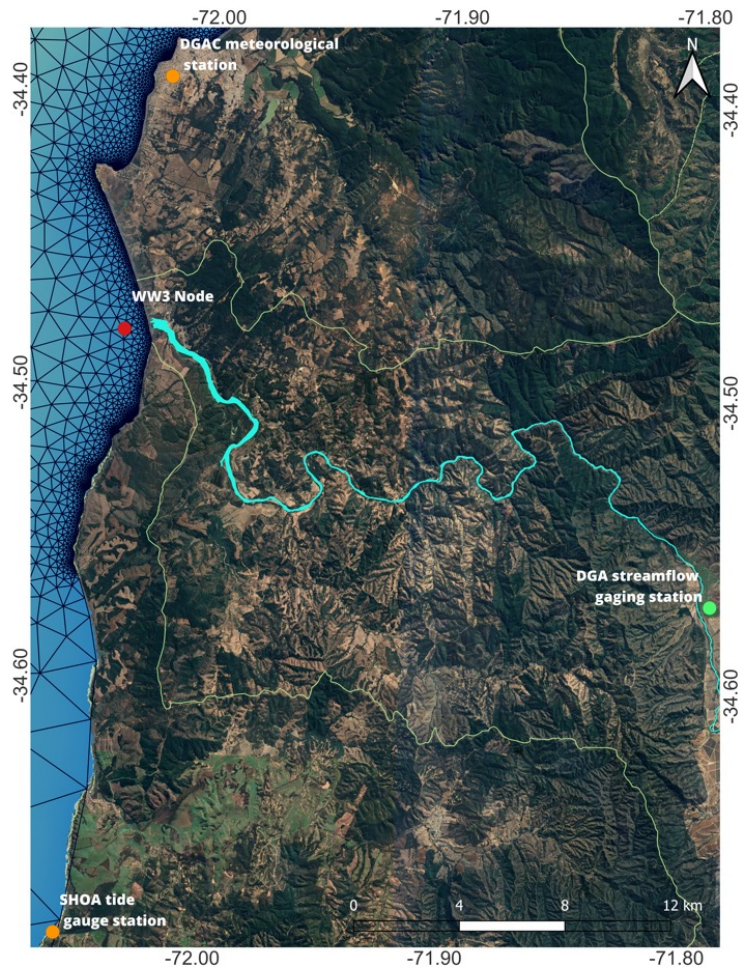 -72.00
-71.90
-71.80
DGAC meteorological
station
N
-34.40
-34.40
WW3 Node
-34.50
-34.50
DGA streamflow
gaging station
-34.60
-34.60
SHOA tide
gauge station
0
4
8
12 km
-72.00
-71.90
-71.80